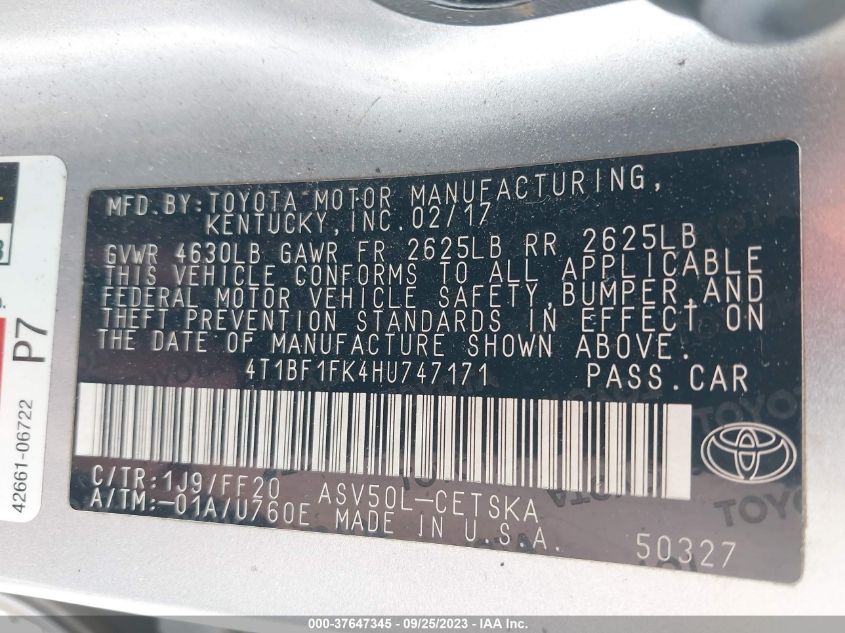 MFD.BY:TOYOTA MOTOR MANUFACTURING,
KENTUCKY,INC.02/17
GVWR 4630LB GAWR FR 2625LB RR 2625LB
THIS VEHICLE CONFORMS TO ALL APPLICABLE
FEDERAL MOTOR VEHICLE SAFETY,BUMPER,AND
THEFT PREVENTION STANDARDS IN EFFECT ON
THE DATE OF MANUFACTURE SHOWN ABOVE.
4T1BF1FK4HU747171 PASS.CAR
C/TR:1J9/FF20 ASV50L-CETSKA
A/TM:-01A/U760E MADE IN U.S.A.
50327
P7
42661-06722
000-37647345 - 09/25/2023 - IAA Inc.